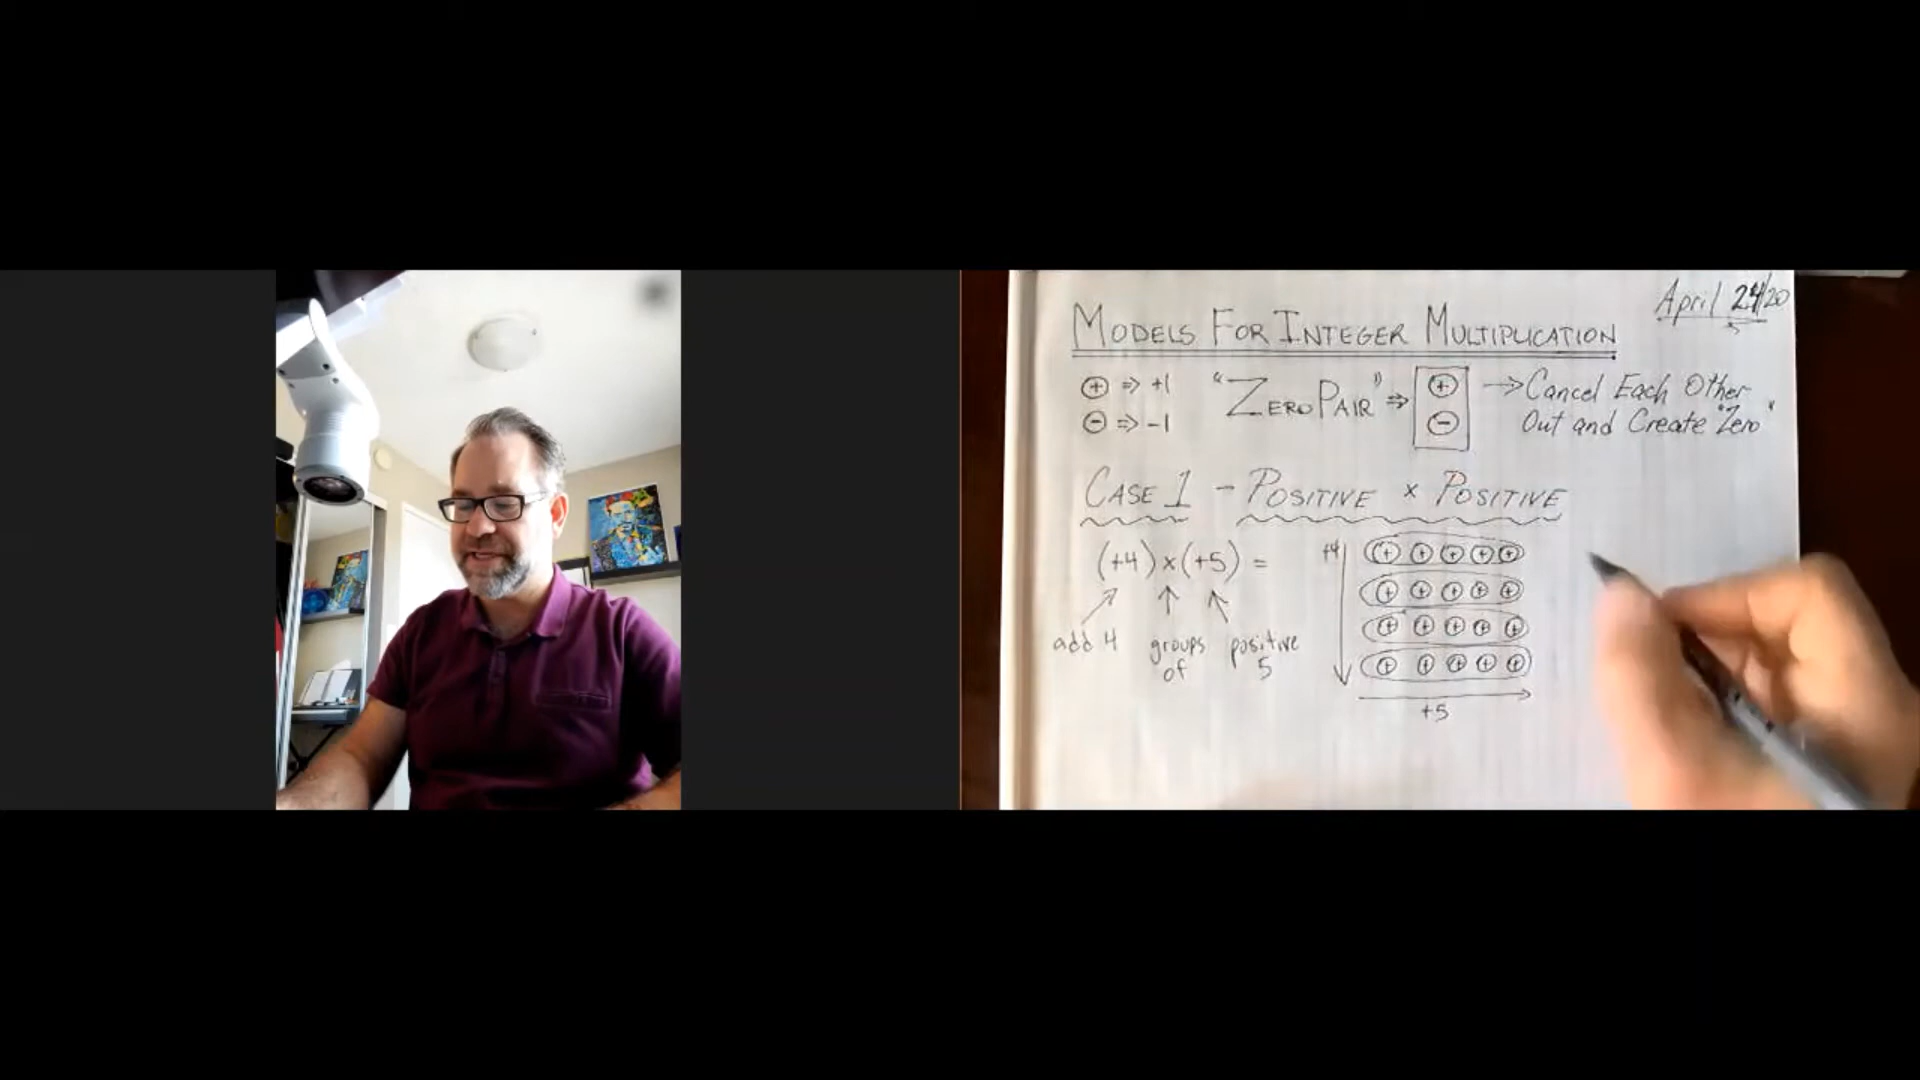 April 24/20
MODELS FOR INTEGER MULTIPLICATION
⊕ => +1
⊖ => -1
"ZERO PAIR" => ⊕ ⊖
→ Cancel Each Other
Out and Create "Zero"
CASE 1 - POSITIVE × POSITIVE
(+4)×(+5) =
add 4
groups
of
positive
5
+4
⊕ ⊕ ⊕ ⊕ ⊕
⊕ ⊕ ⊕ ⊕ ⊕
⊕ ⊕ ⊕ ⊕ ⊕
⊕ ⊕ ⊕ ⊕ ⊕
+5